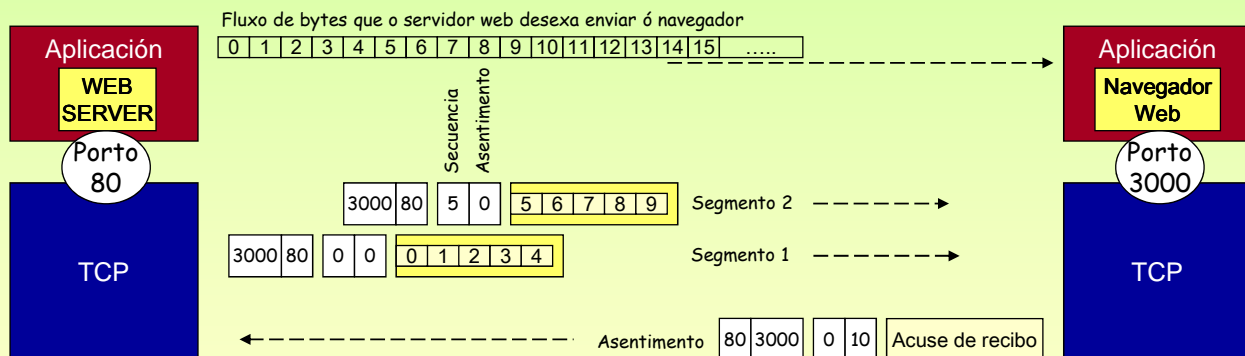 Fluxo de bytes que o servidor web desexa enviar ó navegador
Aplicación
WEB
SERVER
Porto
80
TCP
0 1 2 3 4 5 6 7 8 9 10 11 12 13 14 15 .....
Secuencia
Asentimento
3000 80 5 0 5 6 7 8 9 Segmento 2
3000 80 0 0 0 1 2 3 4 Segmento 1
Asentimento 80 3000 0 10 Acuse de recibo
Aplicación
Navegador
Web
Porto
3000
TCP